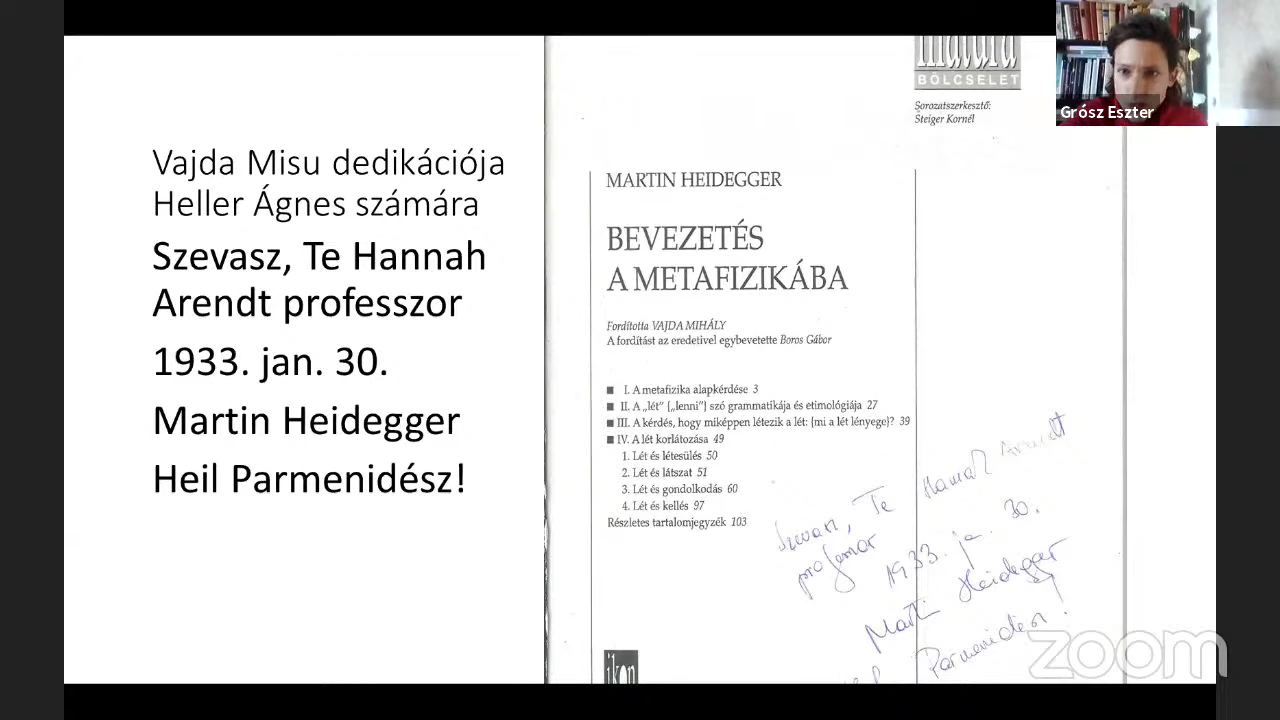 Vajda Misu dedikációja
Heller Ágnes számára
Szevasz, Te Hannah
Arendt professzor
1933. jan. 30.
Martin Heidegger
Heil Parmenidész!
matúra
BÖLCSELET
Sorozatszerkesztő:
Steiger Kornél
MARTIN HEIDEGGER
BEVEZETÉS
A METAFIZIKÁBA
Fordította VAJDA MIHÁLY
A fordítást az eredetivel egybevetette Boros Gábor
■ I. A metafizika alapkérdése 3
■ II. A „lét” {„lenni”} szó grammatikája és etimológiája 27
■ III. A kérdés, hogy miképpen létezik a lét: {mi a lét lényege}? 39
■ IV. A lét korlátozása 49
1. Lét és létesülés 50
2. Lét és látszat 51
3. Lét és gondolkodás 60
4. Lét és kellés 97
Részletes tartalomjegyzék 103
Szevasz, Te Hannah Arendt
professzor
1933. jan. 30.
Martin Heidegger
Parmenidész!
ikon
Grósz Eszter
zoom